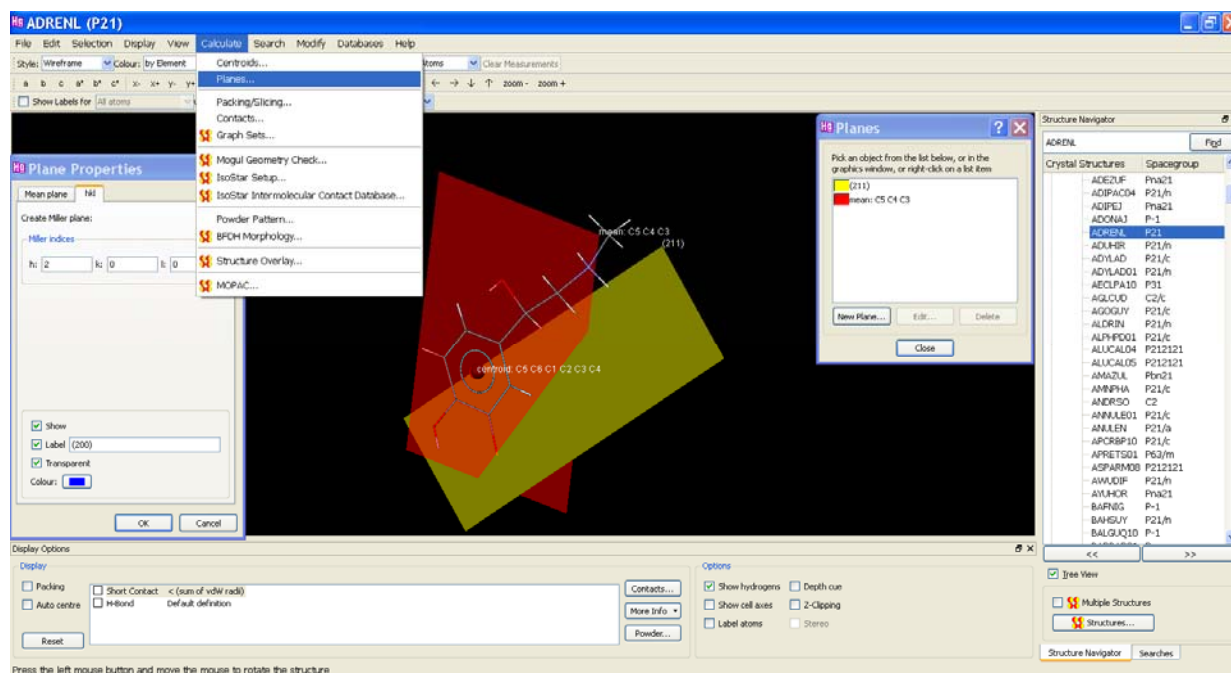 ADRENL (P21)
File Edit Selection Display View Calculate Search Modify Databases Help
Style: Wireframe Colour: by Element Atoms Clear Measurements
a b c a* b* c* x- x+ y- y+ ← → ↓ ↑ zoom- zoom+
Show Labels for All atoms
Centroids...
Planes...
Packing/Slicing...
Contacts...
Graph Sets...
Mogul Geometry Check...
IsoStar Setup...
IsoStar Intermolecular Contact Database...
Powder Pattern...
BFDH Morphology...
Structure Overlay...
MOPAC...
Plane Properties
Mean plane hkl
Create Miller plane:
Miller indices
h: 2 k: 0 l: 0
Show
Label (200)
Transparent
Colour:
OK Cancel
mean: C5 C4 C3
(211)
centroid: C5 C6 C1 C2 C3 C4
Planes
Pick an object from the list below, or in the
graphics window, or right-click on a list item
(211)
mean: C5 C4 C3
New Plane... Edit... Delete
Close
Structure Navigator
ADRENL Find
Crystal Structures Spacegroup
ADEZUF Pna21
ADIPAC04 P21/n
ADIPEJ Pna21
ADONAJ P-1
ADRENL P21
ADUHIR P21/n
ADYLAD P21/c
ADYLAD01 P21/n
AECLPA10 P31
AGLCUD C2/c
AGOGUY P21/c
ALDRIN P21/n
ALPHPD01 P21/c
ALUCAL04 P212121
ALUCAL05 P212121
AMAZUL Pbn21
AMNPHA P21/c
ANDRSO C2
ANNULE01 P21/c
ANULEN P21/a
APCRBP10 P21/c
APRETS01 P63/m
ASPARM08 P212121
AWUDIF P21/n
AYUHOR Pna21
BAFNIG P-1
BAHSUY P21/n
BALGUQ10 P-1
<< >>
Tree View
Multiple Structures
Structures...
Structure Navigator Searches
Display Options
Display
Packing
Auto centre
Reset
Short Contact < (sum of vdW radii)
H-Bond Default definition
Contacts...
More Info
Powder...
Options
Show hydrogens Depth cue
Show cell axes Z-Clipping
Label atoms Stereo
Press the left mouse button and move the mouse to rotate the structure